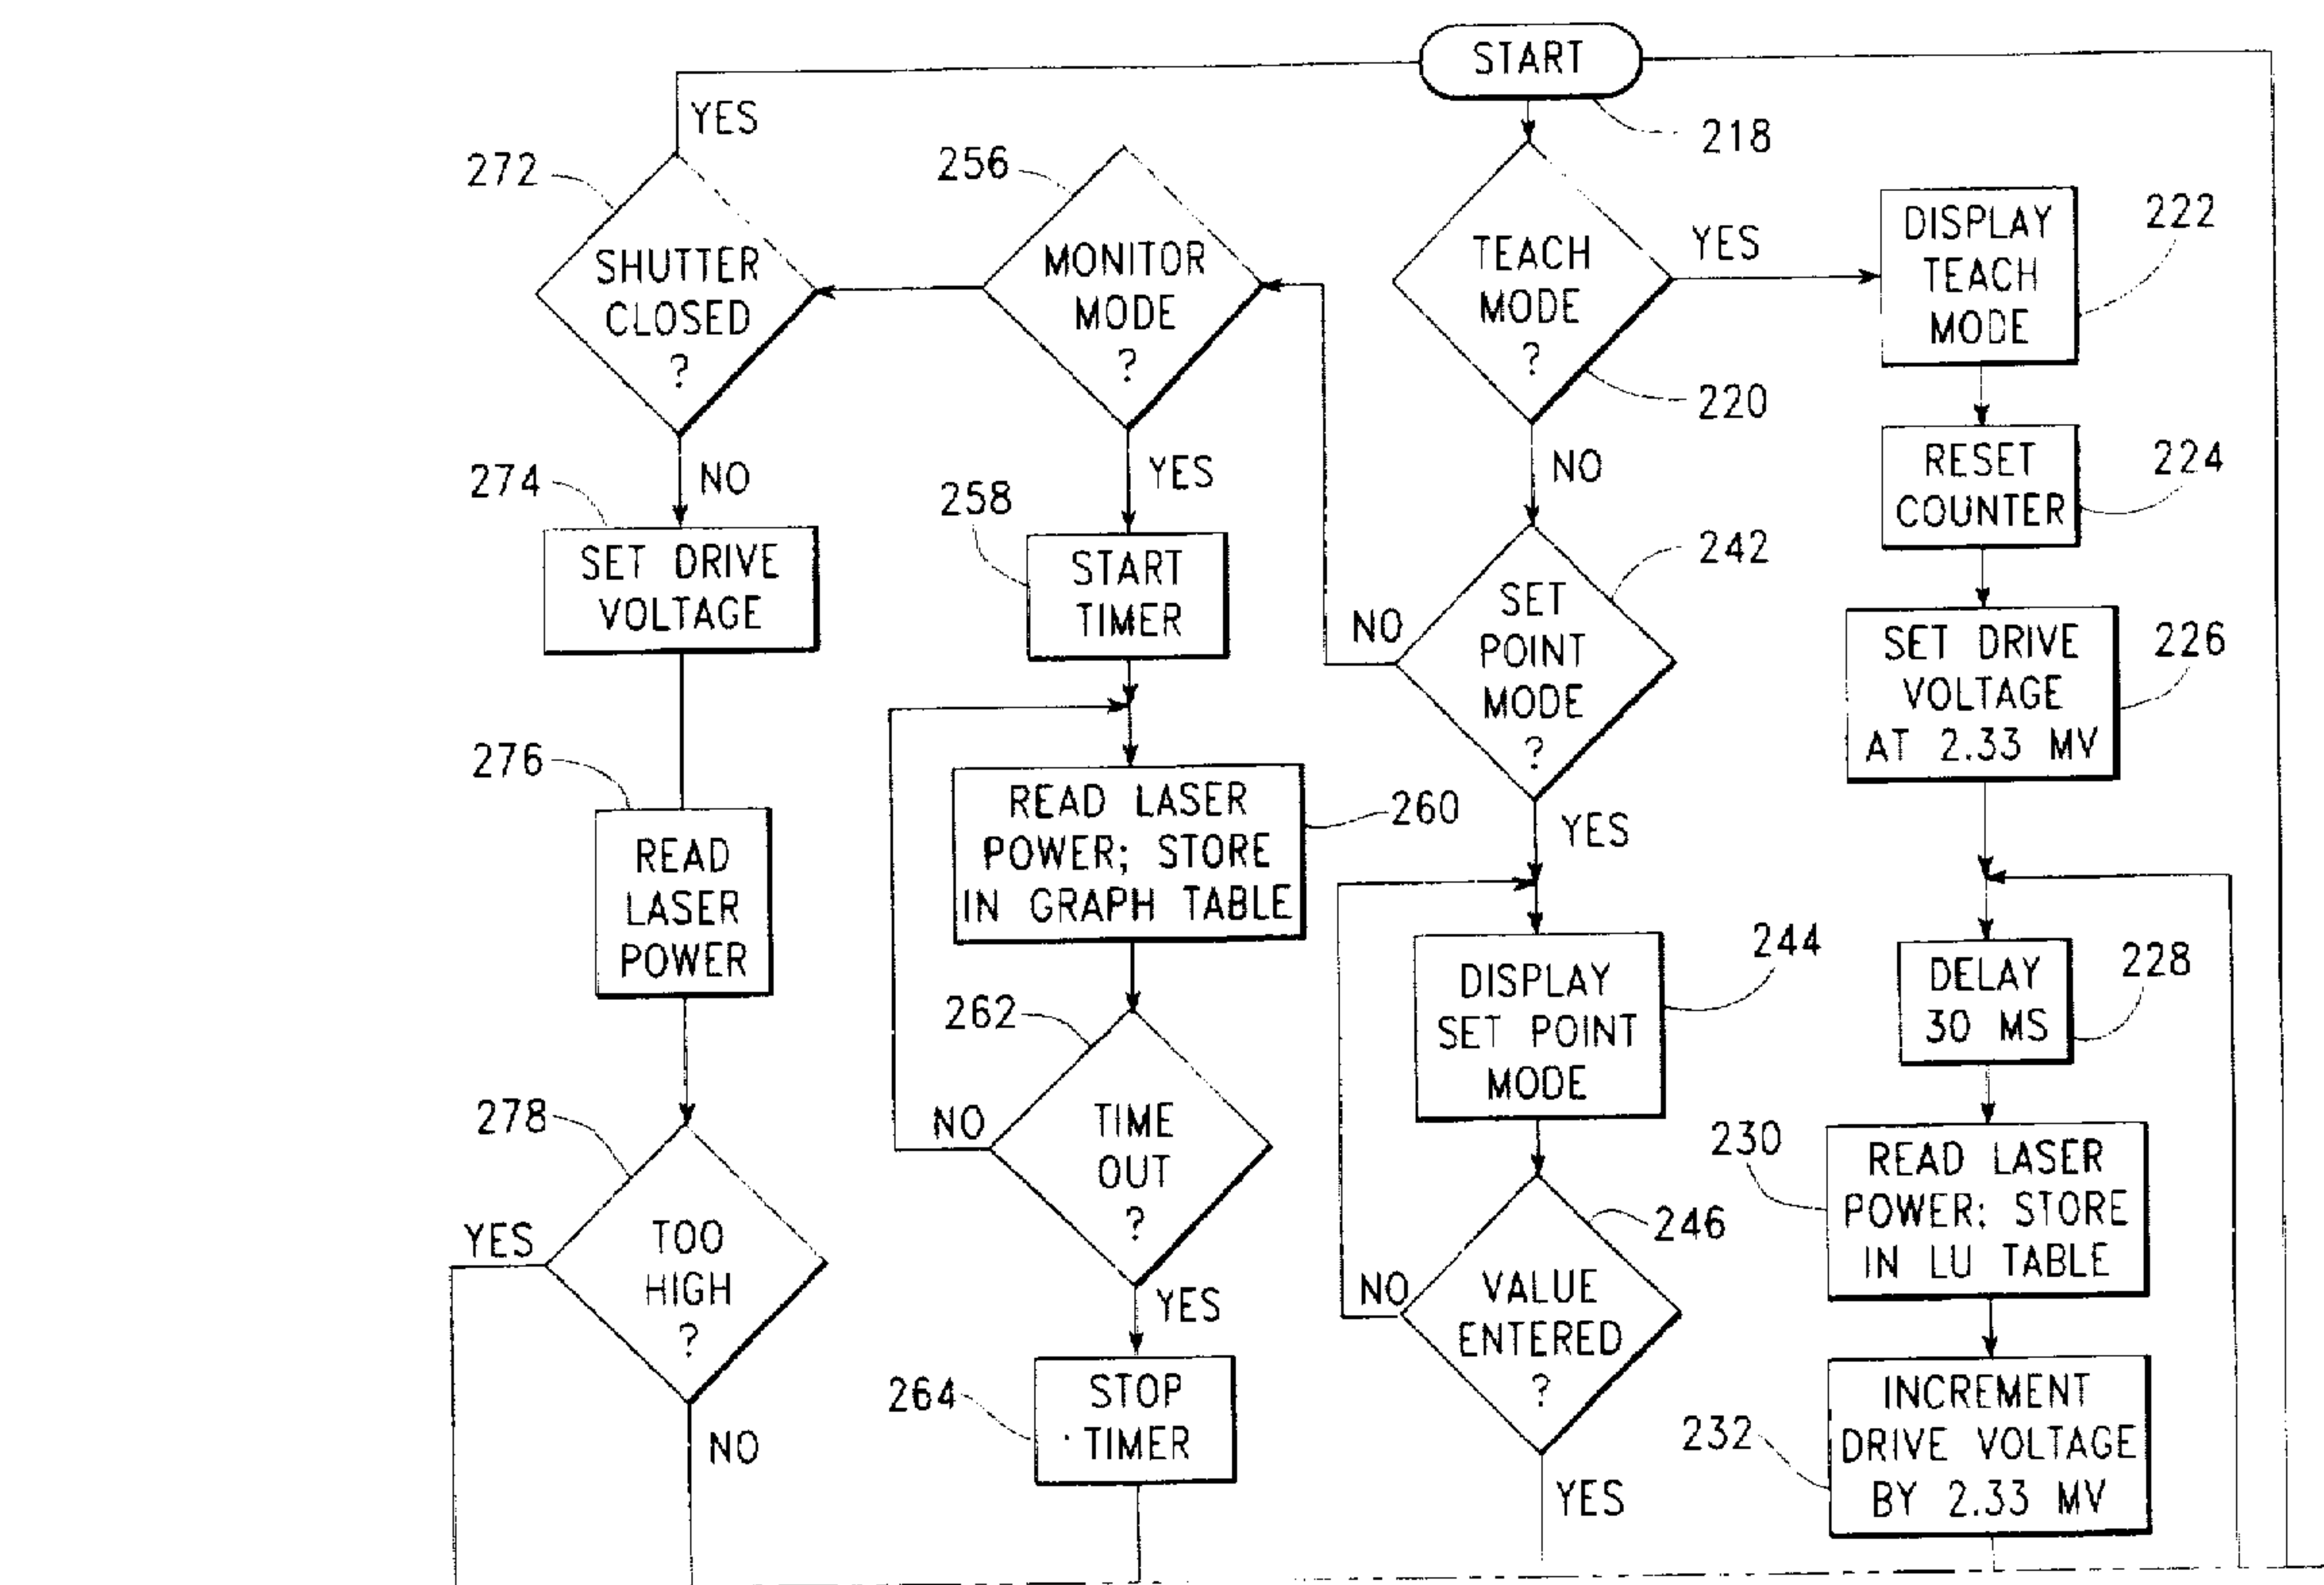 START
218
YES
272
SHUTTER
CLOSED
?
NO
274
SET DRIVE
VOLTAGE
276
READ
LASER
POWER
278
TOO
HIGH
?
YES
NO
256
MONITOR
MODE
?
YES
258
START
TIMER
260
READ LASER
POWER; STORE
IN GRAPH TABLE
262
TIME
OUT
?
NO
YES
264
STOP
TIMER
TEACH
MODE
?
220
YES
NO
242
SET
POINT
MODE
?
NO
YES
244
DISPLAY
SET POINT
MODE
246
VALUE
ENTERED
?
NO
YES
222
DISPLAY
TEACH
MODE
224
RESET
COUNTER
226
SET DRIVE
VOLTAGE
AT 2.33 MV
228
DELAY
30 MS
230
READ LASER
POWER; STORE
IN LU TABLE
232
INCREMENT
DRIVE VOLTAGE
BY 2.33 MV